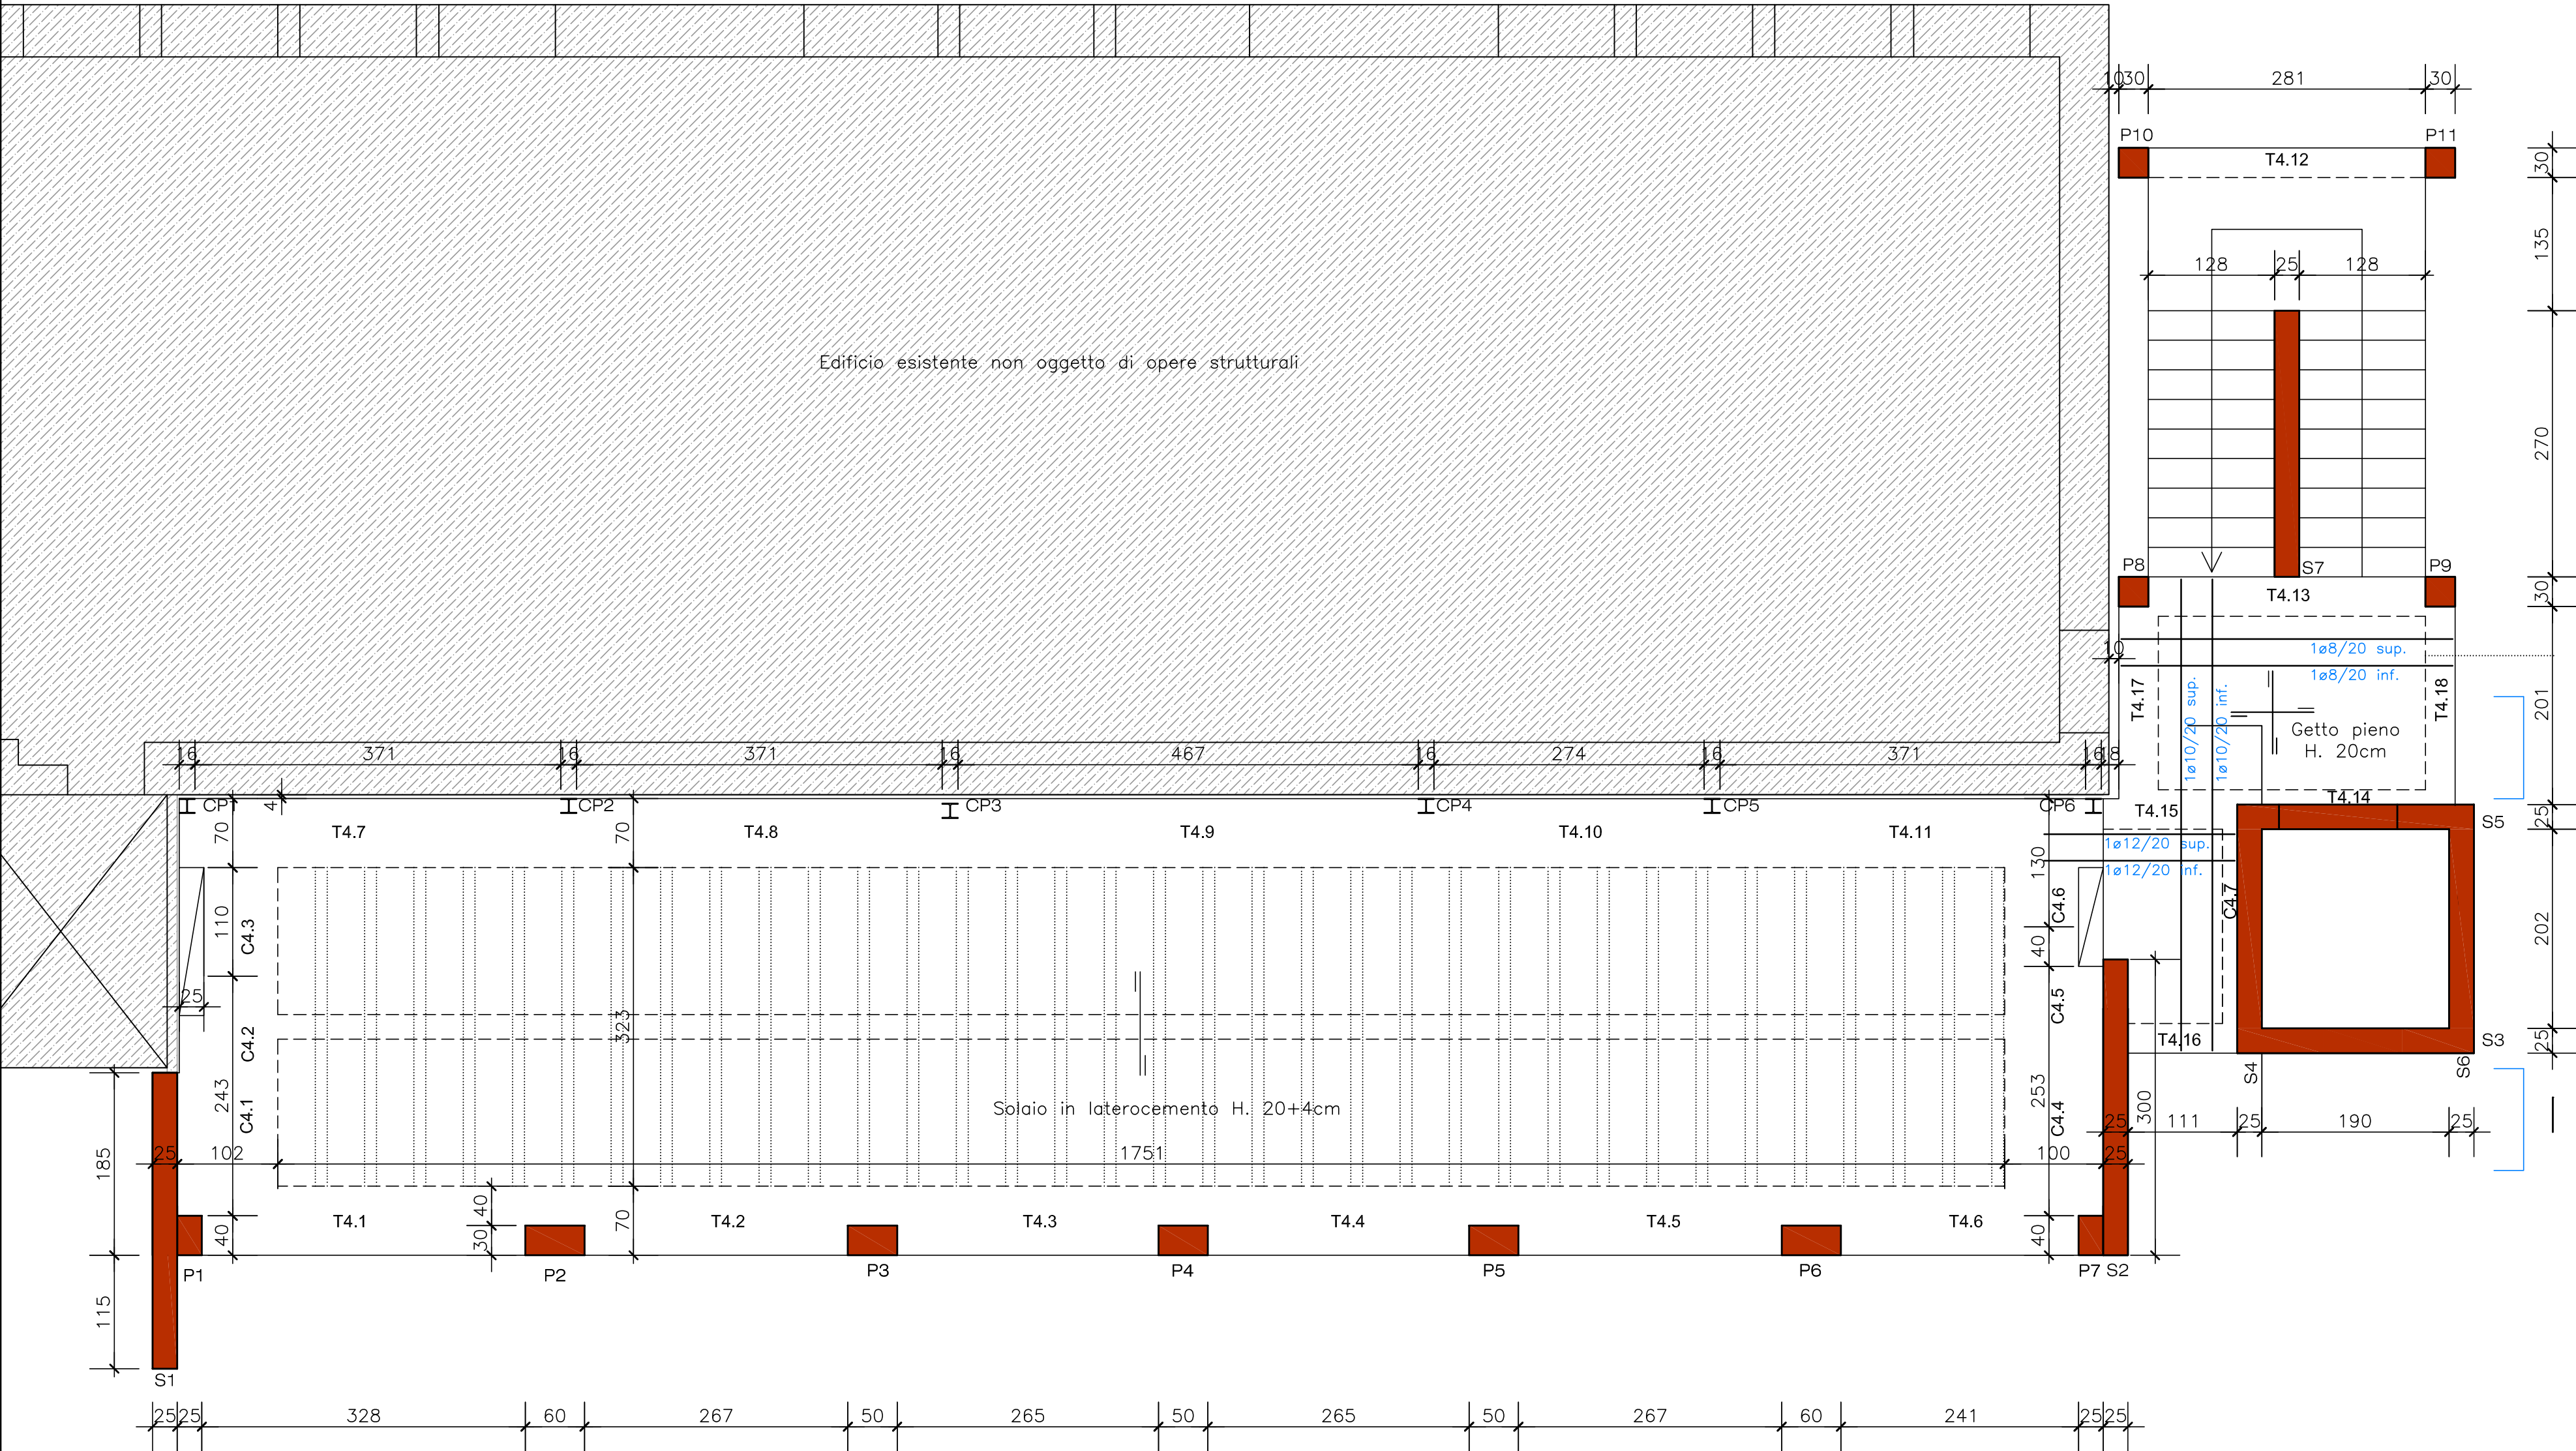 10 30 281 30
P10 P11
T4.12
30
135
128 25 128
270
Edificio esistente non oggetto di opere strutturali
P8 S7 P9
T4.13
30
10
1ø8/20 sup.
1ø8/20 inf.
T4.17
1ø10/20 sup.
1ø10/20 inf.
T4.18
201
Getto pieno
H. 20cm
16 371 16 371 16 467 16 274 16 371 16 18
4
CP1 CP2 CP3 CP4 CP5 CP6
T4.15 T4.14
25
S5
70 T4.7 70 T4.8 T4.9 T4.10 T4.11
130
1ø12/20 sup.
1ø12/20 inf.
C4.7
202
110 C4.3
C4.6
40
25
C4.2
323
C4.5
T4.16
25
S3
S4
S6
243 C4.1
Solaio in laterocemento H. 20+4cm
253 C4.4
300
25 111 25 190 25
185
25 102 1751 100 25
40
30
40
70
40
T4.1 T4.2 T4.3 T4.4 T4.5 T4.6
P1 P2 P3 P4 P5 P6 P7 S2
115
S1
25 25 328 60 267 50 265 50 265 50 267 60 241 25 25